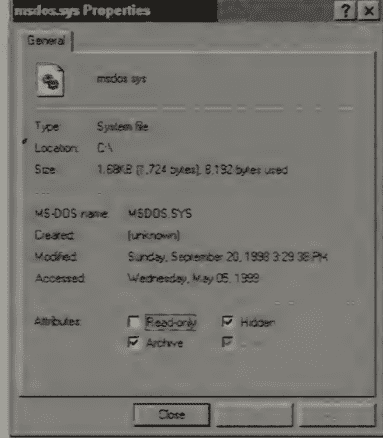 msdos.sys Properties
General
msdos.sys
Type: System file
Location: C:\
Size: 1.68KB (1,724 bytes), 8,192 bytes used
MS-DOS name: MSDOS.SYS
Created: (unknown)
Modified: Sunday, September 20, 1998 3:29:38 PM
Accessed: Wednesday, May 05, 1999
Attributes: Read-only Hidden
Archive
Close